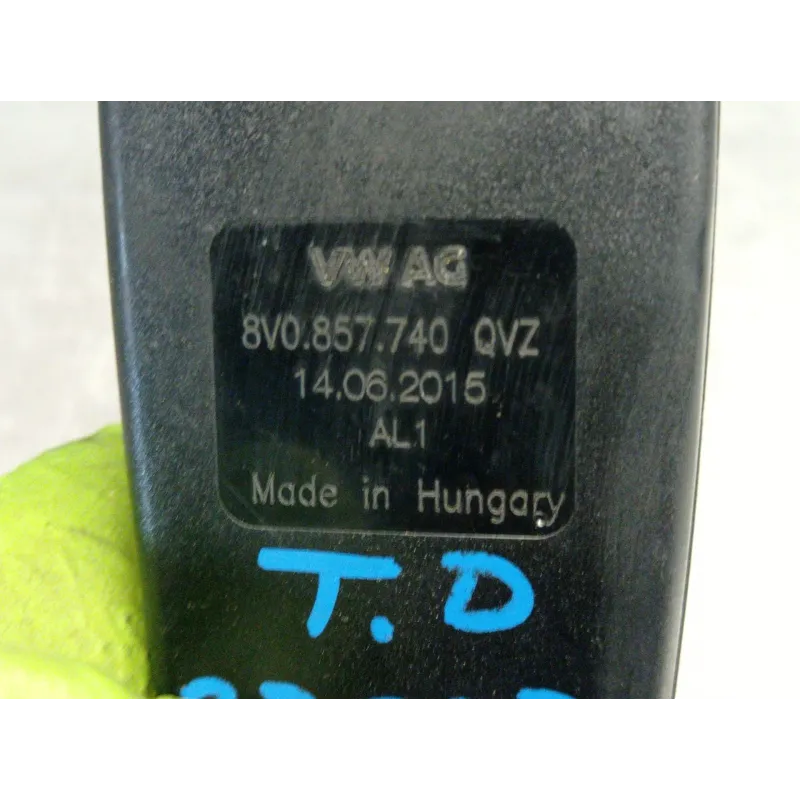 VW AG
8V0.857.740 QVZ
14.06.2015
AL1
Made in Hungary
T.D